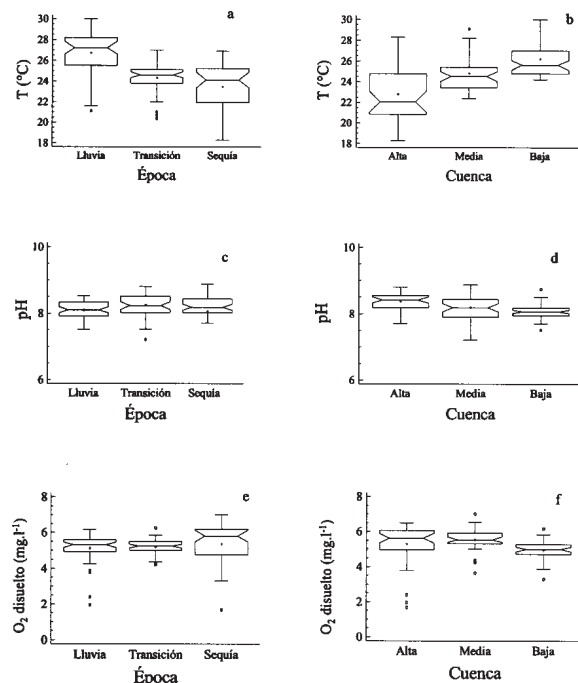 a
30
28
26
24
22
20
18
T (°C)
Lluvia Transición Sequía
Época
b
30
28
26
24
22
20
18
T (°C)
Alta Media Baja
Cuenca
c
10
8
6
pH
Lluvia Transición Sequía
Época
d
10
8
6
pH
Alta Media Baja
Cuenca
e
8
6
4
2
0
O₂ disuelto (mg.l⁻¹)
Lluvia Transición Sequía
Época
f
8
6
4
2
0
O₂ disuelto (mg.l⁻¹)
Alta Media Baja
Cuenca